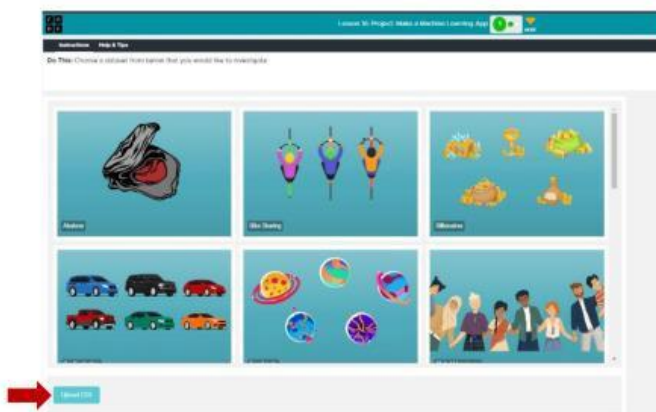 Lesson 16: Project: Make a Machine Learning App
Instructions Help & Tips
Do This: Choose a dataset from below that you would like to investigate
Abalone
Bike Sharing
Billionaires
Upload CSV